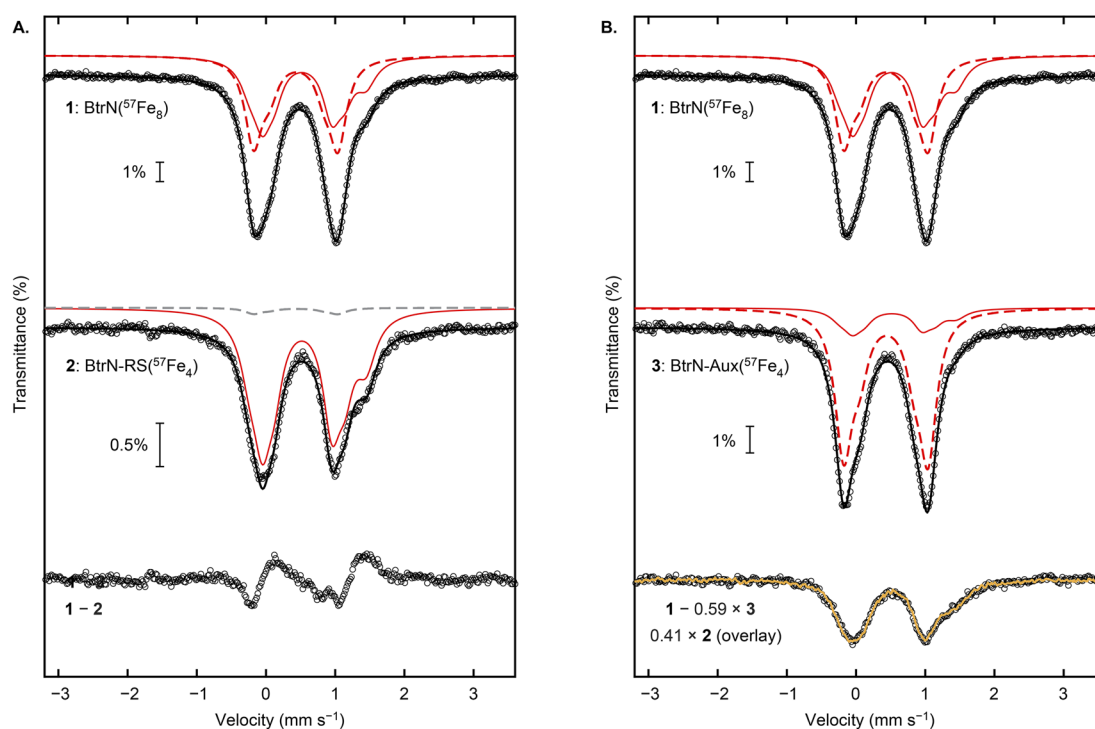 A.
1: BtrN(⁵⁷Fe₈)
1%
2: BtrN-RS(⁵⁷Fe₄)
0.5%
1 − 2
Transmittance (%)
−3 −2 −1 0 1 2 3
Velocity (mm s⁻¹)
B.
1: BtrN(⁵⁷Fe₈)
1%
3: BtrN-Aux(⁵⁷Fe₄)
1%
1 − 0.59 × 3
0.41 × 2 (overlay)
Transmittance (%)
−3 −2 −1 0 1 2 3
Velocity (mm s⁻¹)